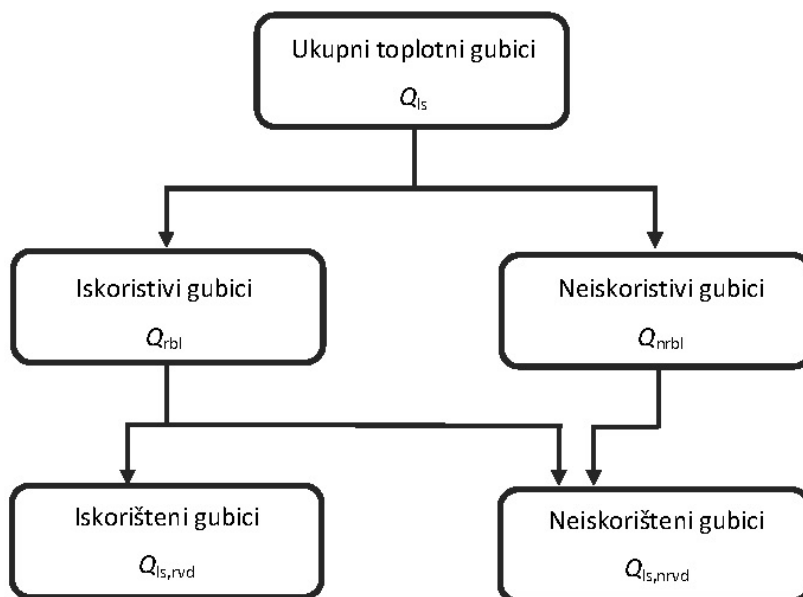 Ukupni toplotni gubici
Qls
Iskoristivi gubici
Qrbl
Neiskoristivi gubici
Qnrbl
Iskorišteni gubici
Qls,rvd
Neiskorišteni gubici
Qls,nrvd